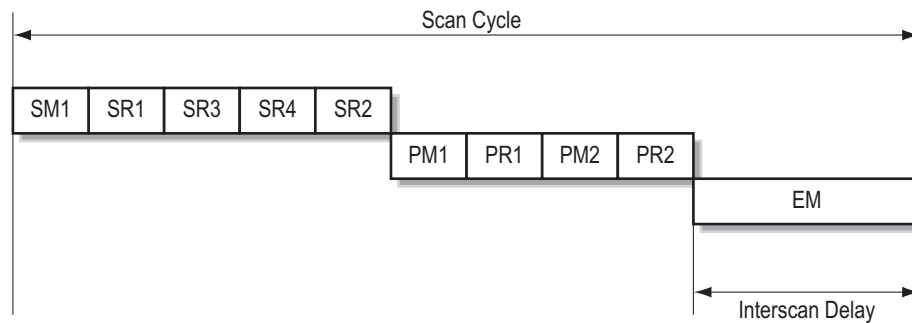 Scan Cycle
SM1 SR1 SR3 SR4 SR2
PM1 PR1 PM2 PR2
EM
Interscan Delay